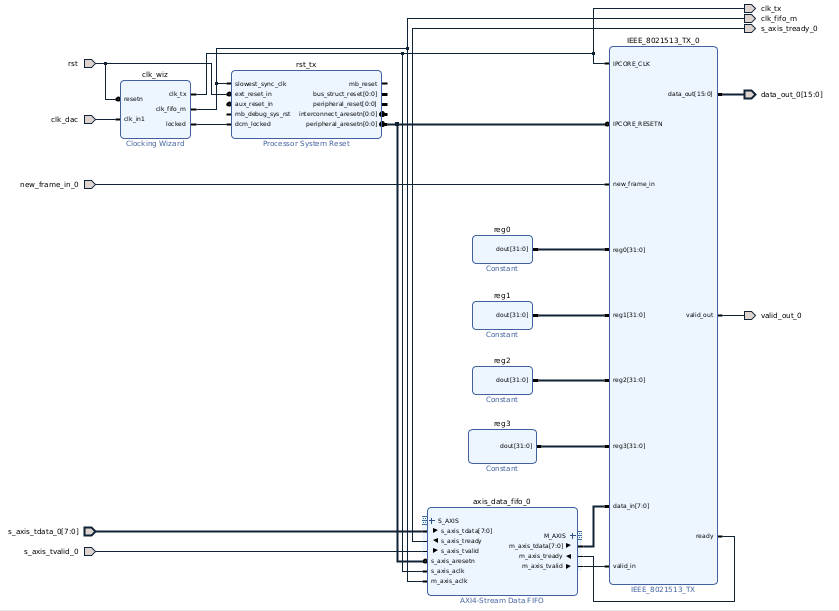 clk_tx
clk_fifo_m
s_axis_tready_0
IEEE_8021513_TX_0
rst
clk_wiz
rst_tx
IPCORE_CLK
resetn
clk_tx
slowest_sync_clk
mb_reset
ext_reset_in
bus_struct_reset[0:0]
data_out[15:0]
data_out_0[15:0]
clk_fifo_m
aux_reset_in
peripheral_reset[0:0]
clk_dac
clk_in1
mb_debug_sys_rst
interconnect_aresetn[0:0]
locked
dcm_locked
peripheral_aresetn[0:0]
IPCORE_RESETN
Clocking Wizard
Processor System Reset
new_frame_in_0
new_frame_in
reg0
dout[31:0]
reg0[31:0]
Constant
reg1
dout[31:0]
reg1[31:0]
valid_out
valid_out_0
Constant
reg2
dout[31:0]
reg2[31:0]
Constant
reg3
dout[31:0]
reg3[31:0]
Constant
axis_data_fifo_0
data_in[7:0]
S_AXIS
s_axis_tdata_0[7:0]
s_axis_tdata[7:0]
M_AXIS
ready
s_axis_tready
m_axis_tdata[7:0]
s_axis_tvalid_0
s_axis_tvalid
m_axis_tready
s_axis_aresetn
m_axis_tvalid
valid_in
s_axis_aclk
m_axis_aclk
IEEE_8021513_TX
AXI4-Stream Data FIFO